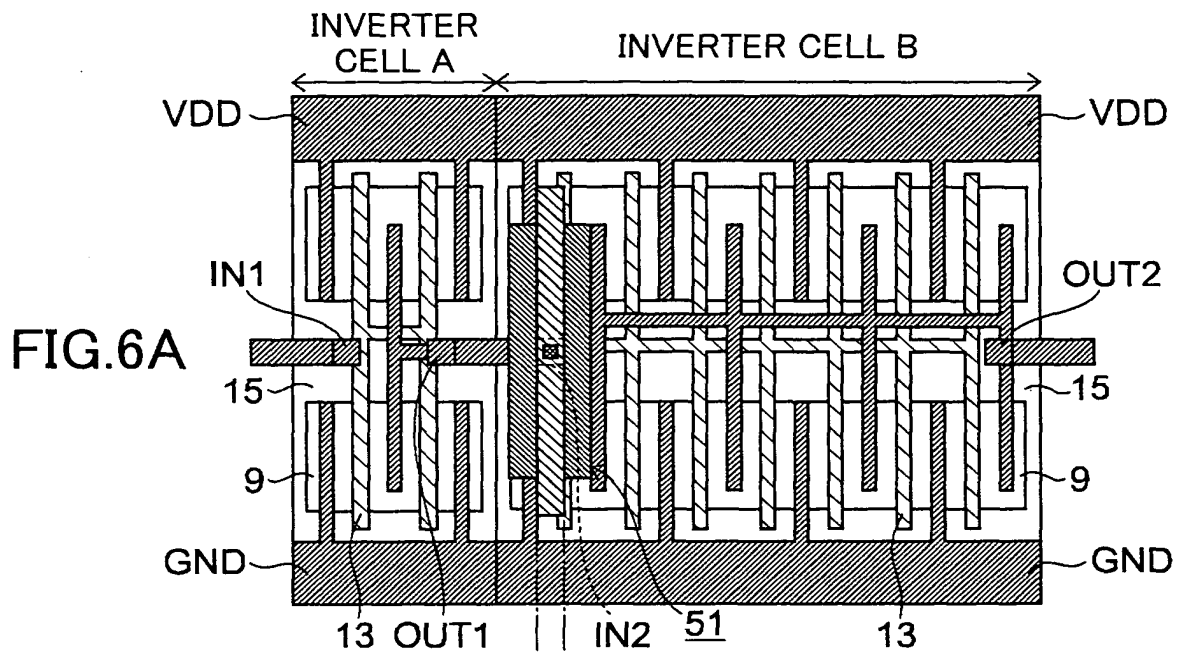 INVERTER CELL A
INVERTER CELL B
VDD
VDD
IN1
OUT2
FIG.6A
15
15
9
9
GND
GND
13
OUT1
IN2
51
13